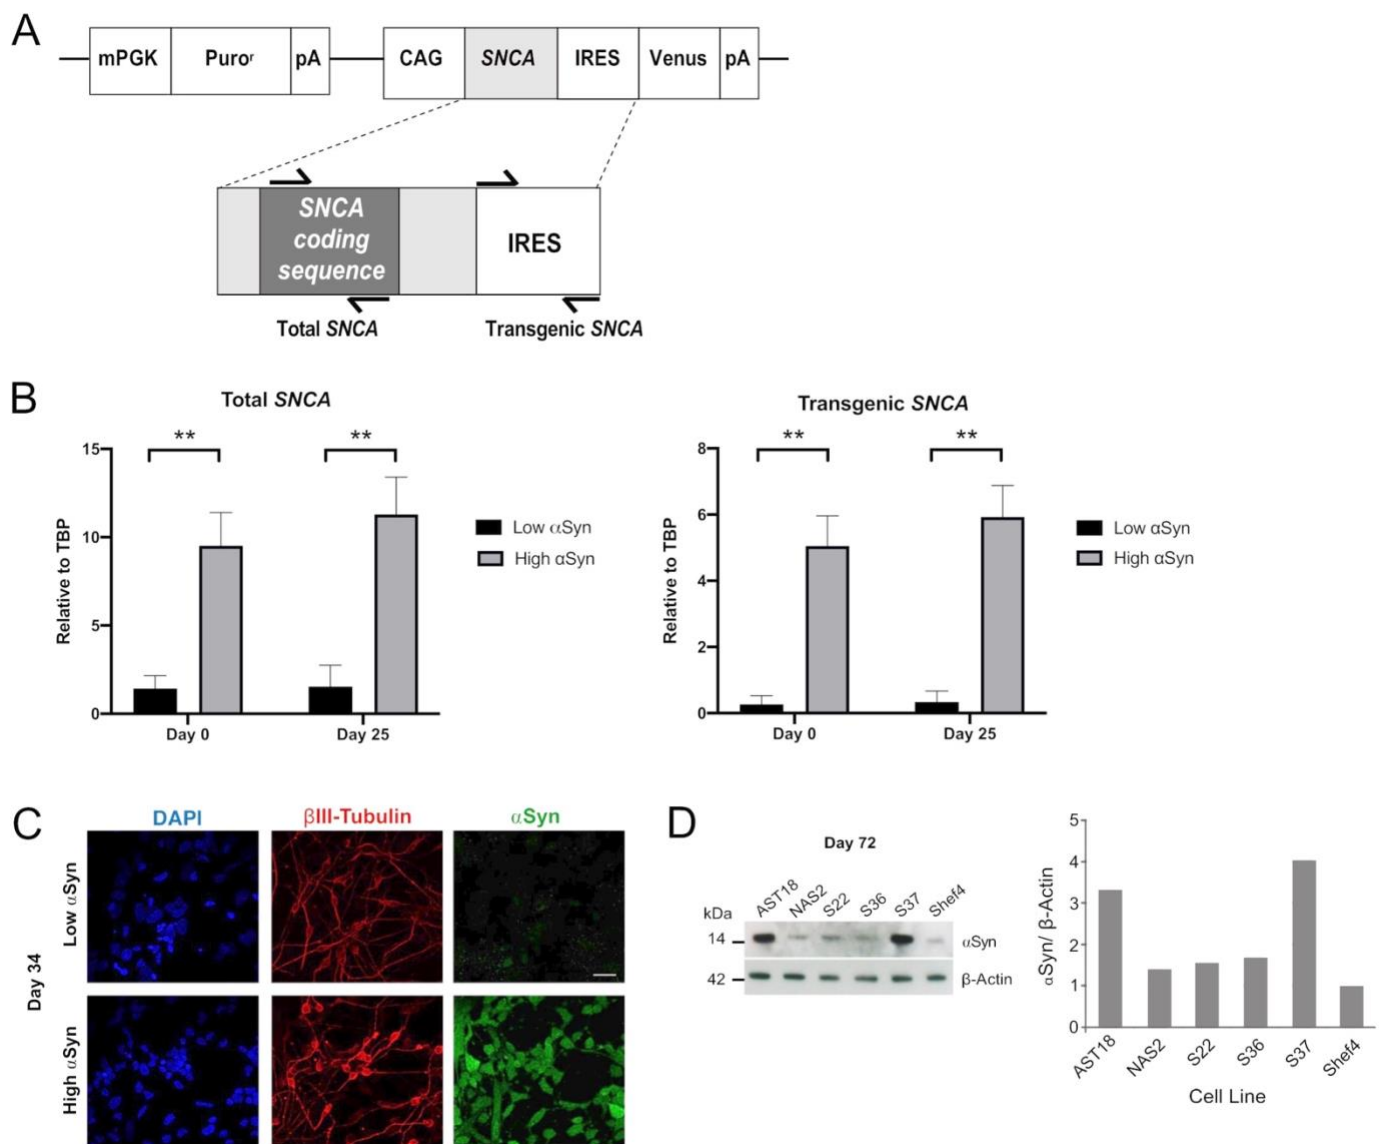 A
mPGK Puroʳ pA CAG SNCA IRES Venus pA
SNCA
coding
sequence
IRES
Total SNCA Transgenic SNCA
B
Total SNCA
**
**
15
10
5
0
Relative to TBP
Day 0 Day 25
Low αSyn
High αSyn
Transgenic SNCA
**
**
8
6
4
2
0
Relative to TBP
Day 0 Day 25
Low αSyn
High αSyn
C
DAPI βIII-Tubulin αSyn
Day 34
Low αSyn
High αSyn
D
Day 72
kDa
AST18 NAS2 S22 S36 S37 Shef4
14 αSyn
42 β-Actin
αSyn/ β-Actin
5
4
3
2
1
0
AST18 NAS2 S22 S36 S37 Shef4
Cell Line